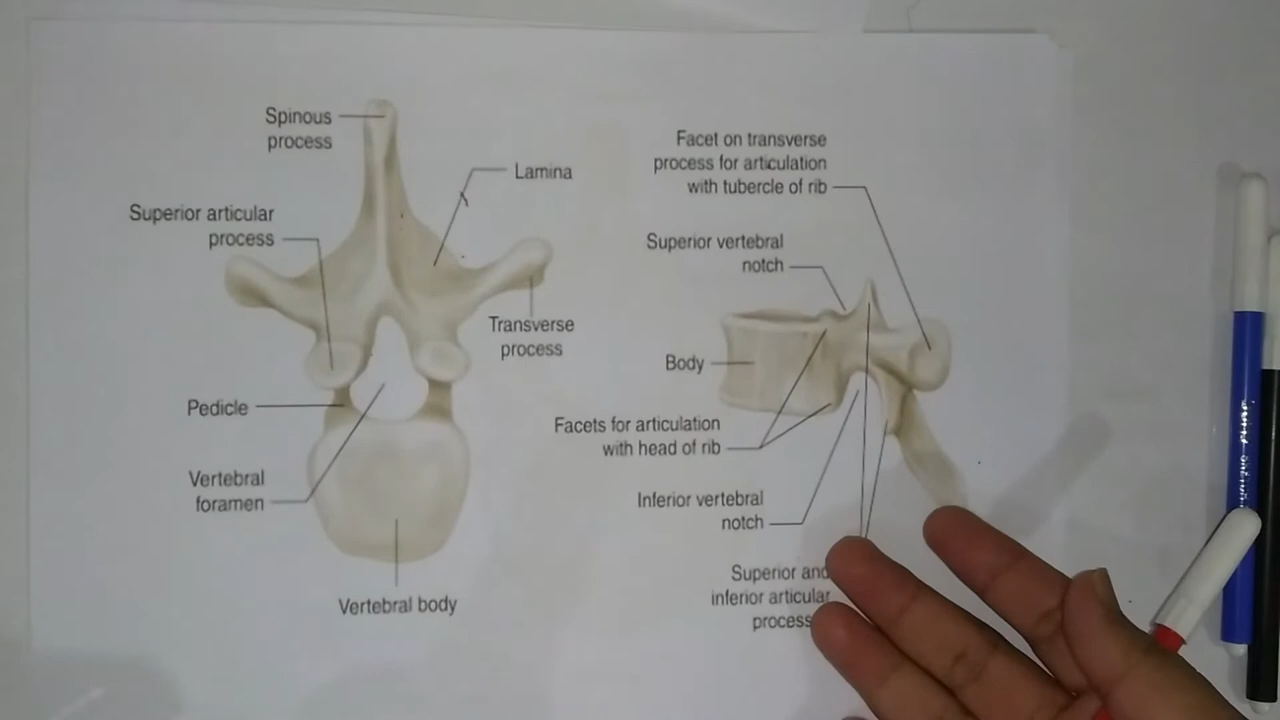 Spinous
process
Lamina
Superior articular
process
Transverse
process
Pedicle
Vertebral
foramen
Vertebral body
Facet on transverse
process for articulation
with tubercle of rib
Superior vertebral
notch
Body
Facets for articulation
with head of rib
Inferior vertebral
notch
Superior and
inferior articular
process